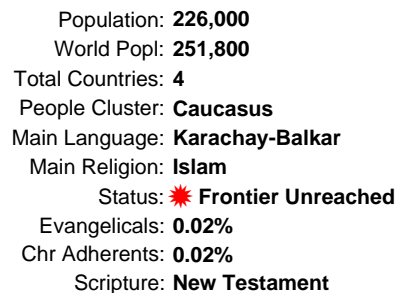 Population: 226,000
World Popl: 251,800
Total Countries: 4
People Cluster: Caucasus
Main Language: Karachay-Balkar
Main Religion: Islam
Status: Frontier Unreached
Evangelicals: 0.02%
Chr Adherents: 0.02%
Scripture: New Testament